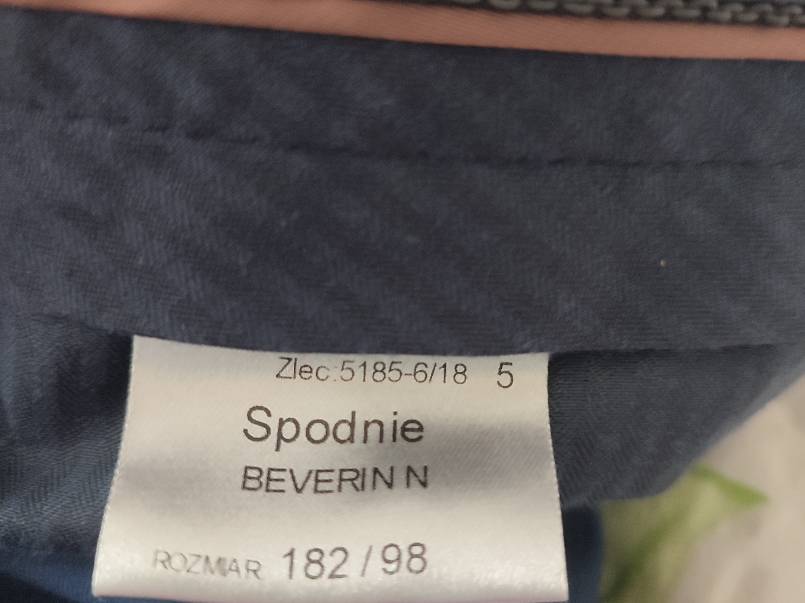 Zlec:5185-6/18 5
Spodnie
BEVERIN N
ROZMIAR 182/98